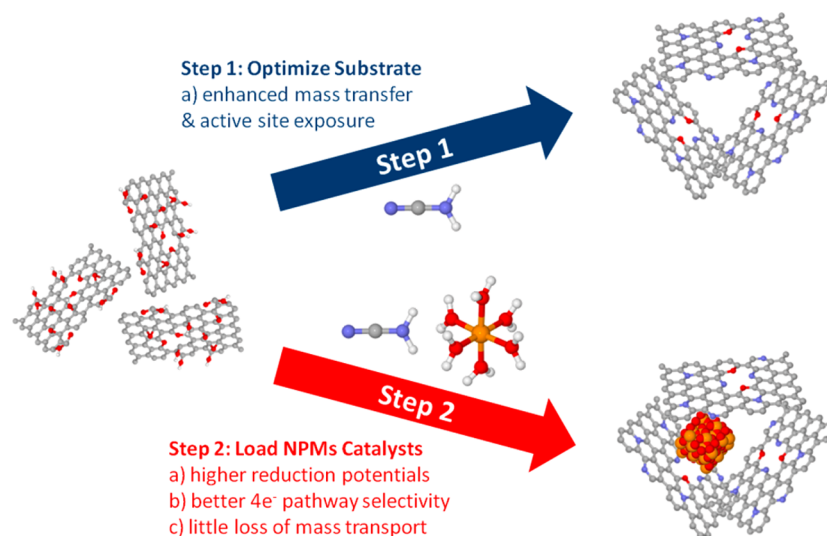 Step 1: Optimize Substrate
a) enhanced mass transfer
& active site exposure
Step 1
Step 2
Step 2: Load NPMs Catalysts
a) higher reduction potentials
b) better 4e⁻ pathway selectivity
c) little loss of mass transport